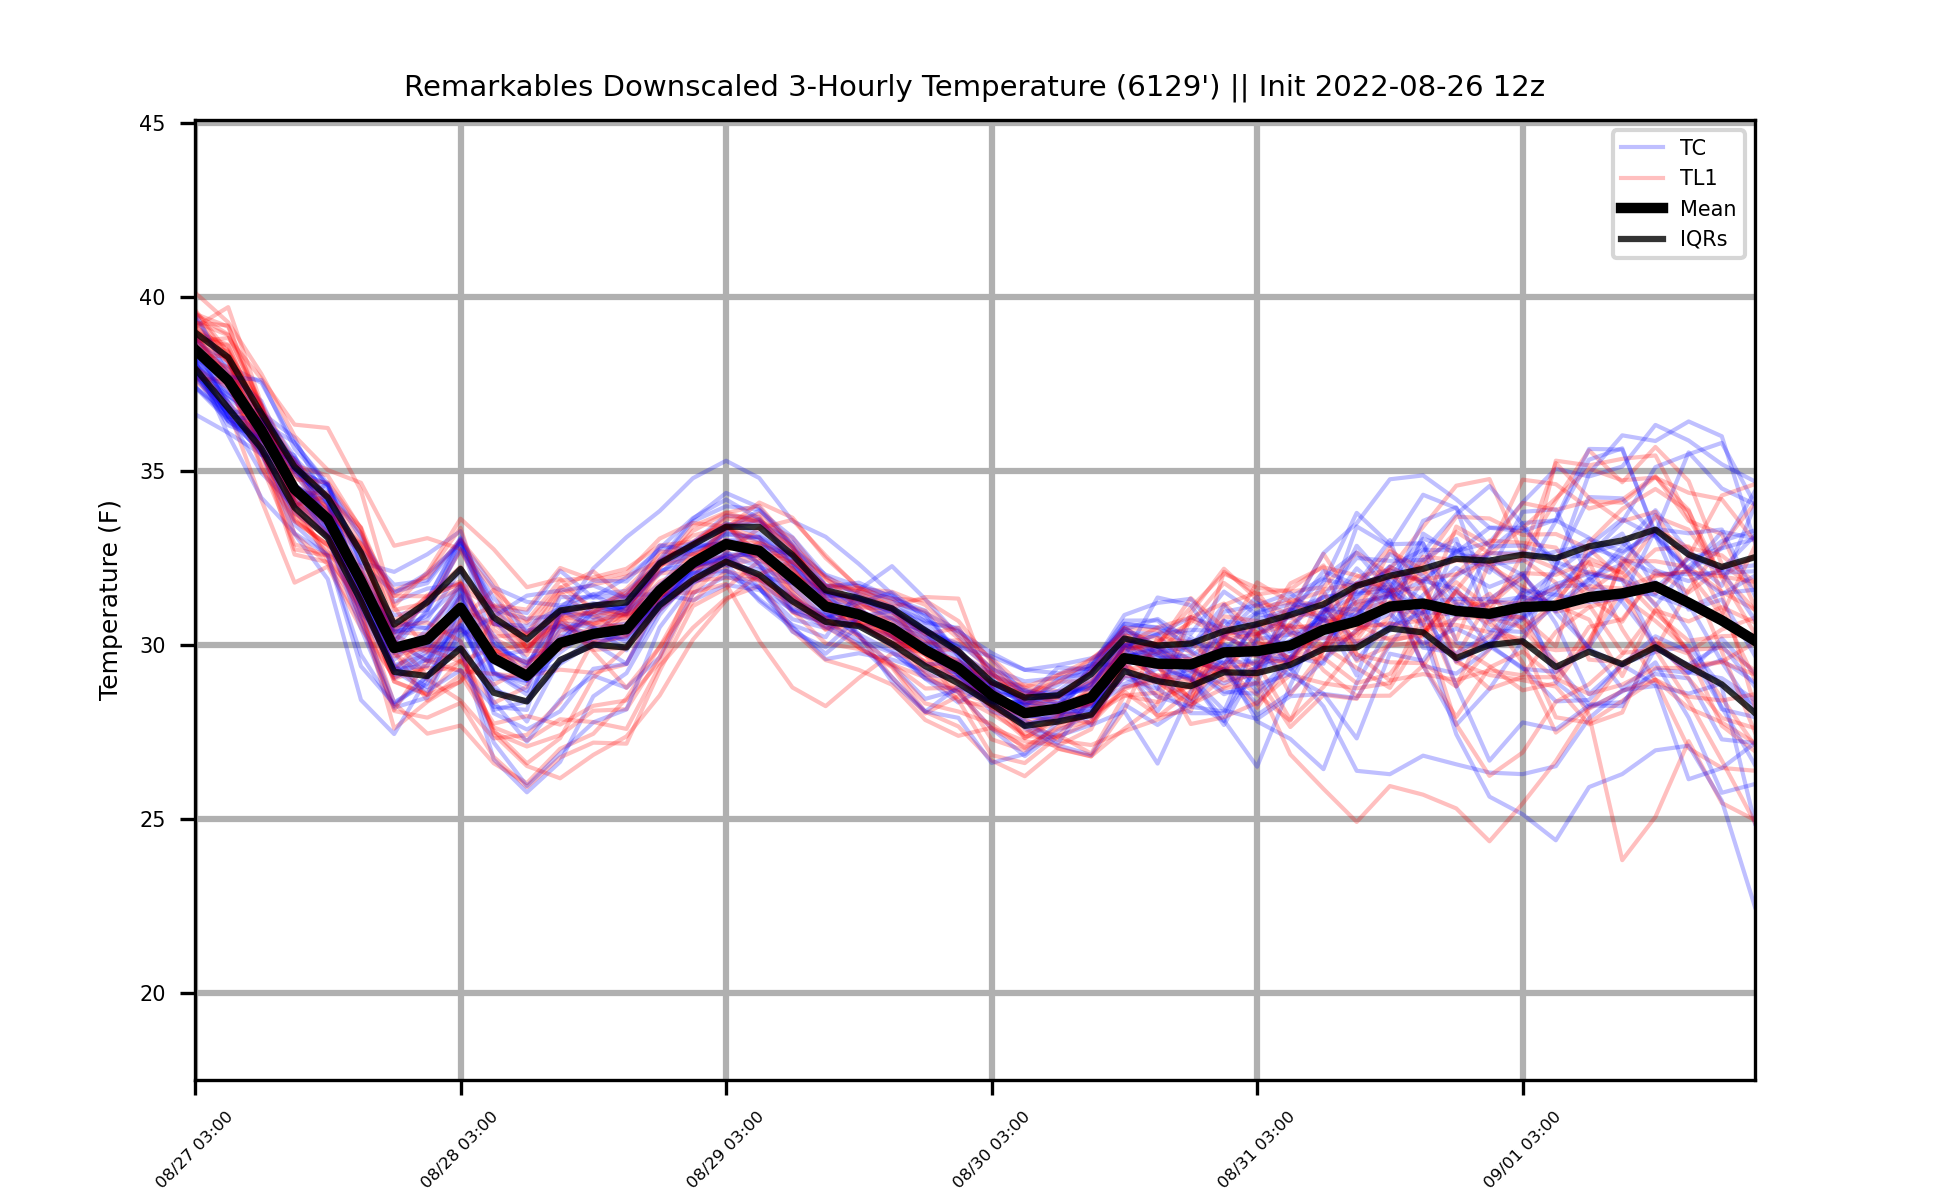 Remarkables Downscaled 3-Hourly Temperature (6129') || Init 2022-08-26 12z
45
40
35
30
25
20
Temperature (F)
TC
TL1
Mean
IQRs
08/27 03:00
08/28 03:00
08/29 03:00
08/30 03:00
08/31 03:00
09/01 03:00